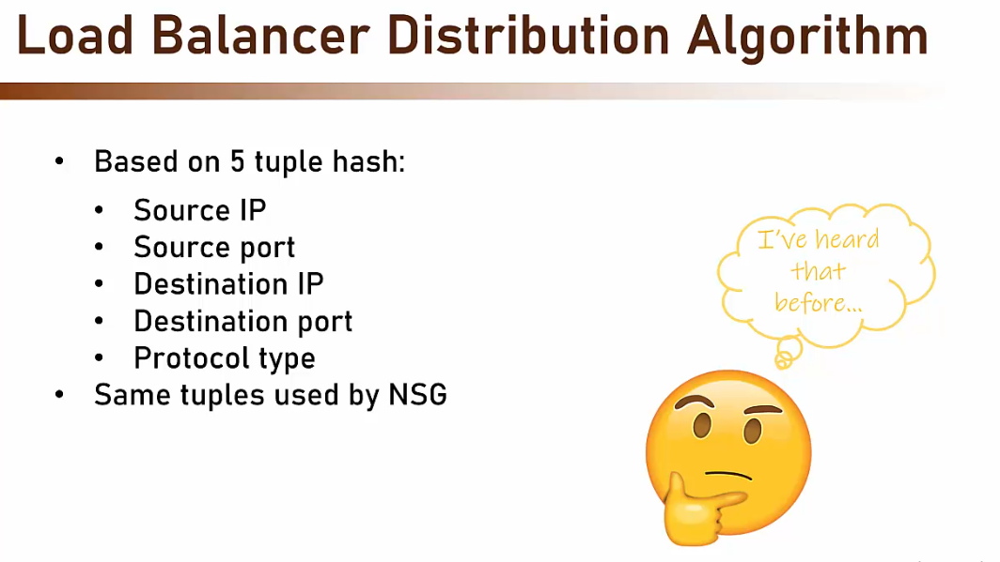 Load Balancer Distribution Algorithm
• Based on 5 tuple hash:
• Source IP
• Source port
• Destination IP
• Destination port
• Protocol type
• Same tuples used by NSG
I've heard
that
before...